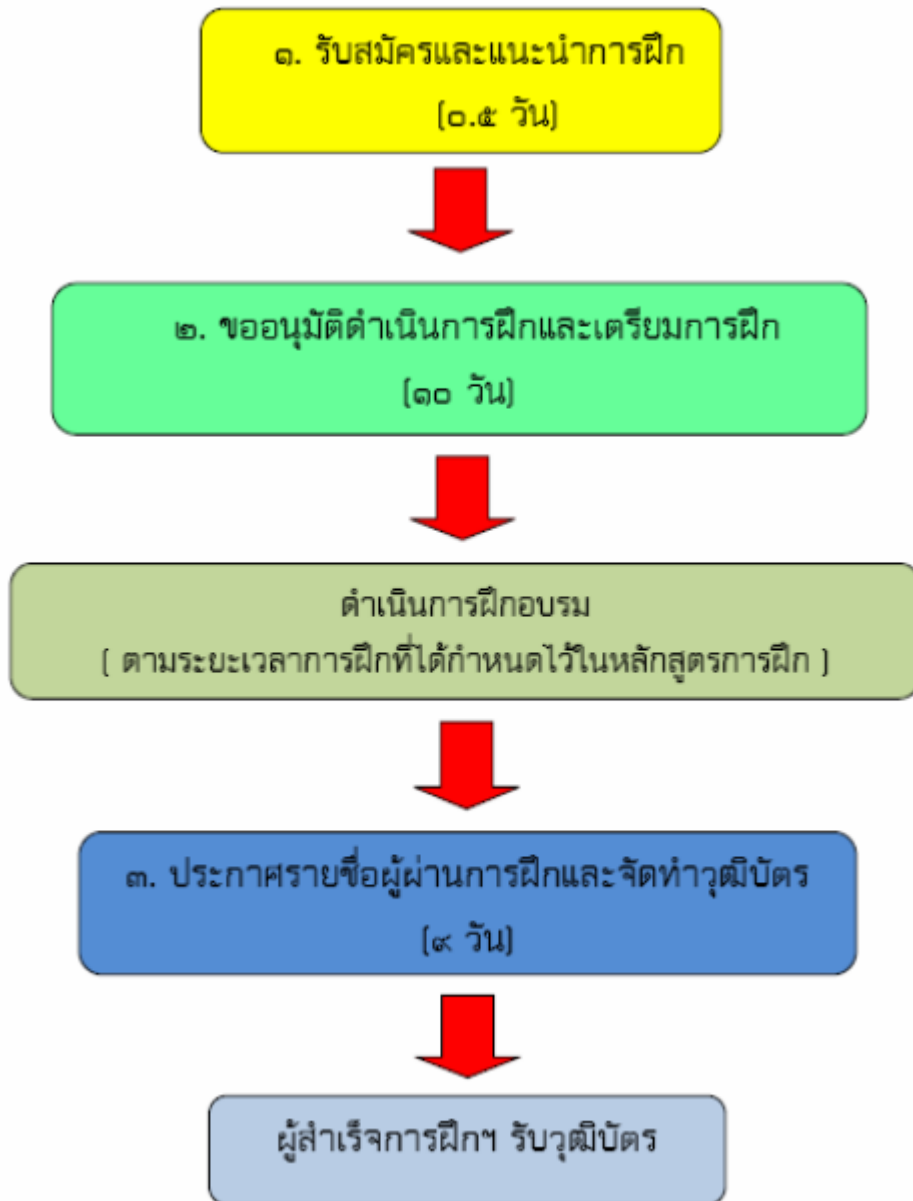 ๑. รับสมัครและแนะนำการฝึก
(๐.๕ วัน)
๒. ขออนุมัติดำเนินการฝึกและเตรียมการฝึก
(๑๐ วัน)
ดำเนินการฝึกอบรม
( ตามระยะเวลาการฝึกที่ได้กำหนดไว้ในหลักสูตรการฝึก )
๓. ประกาศรายชื่อผู้ผ่านการฝึกและจัดทำวุฒิบัตร
(๙ วัน)
ผู้สำเร็จการฝึกฯ รับวุฒิบัตร